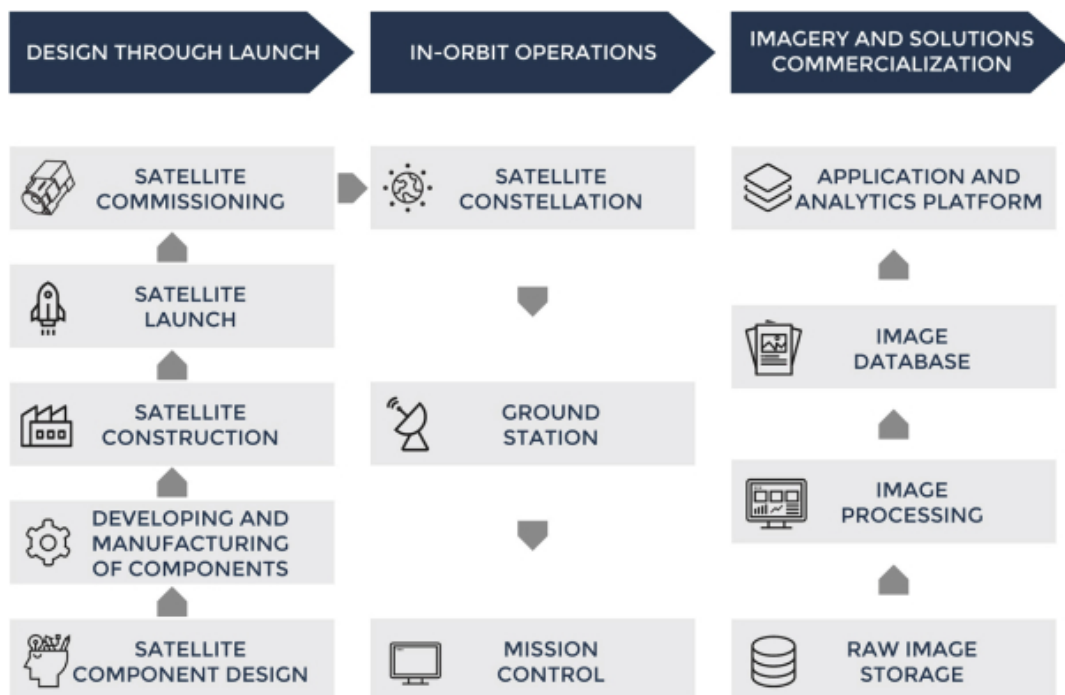 DESIGN THROUGH LAUNCH
IN-ORBIT OPERATIONS
IMAGERY AND SOLUTIONS
COMMERCIALIZATION
SATELLITE
COMMISSIONING
SATELLITE
LAUNCH
SATELLITE
CONSTRUCTION
DEVELOPING AND
MANUFACTURING
OF COMPONENTS
SATELLITE
COMPONENT DESIGN
SATELLITE
CONSTELLATION
GROUND
STATION
MISSION
CONTROL
APPLICATION AND
ANALYTICS PLATFORM
IMAGE
DATABASE
IMAGE
PROCESSING
RAW IMAGE
STORAGE